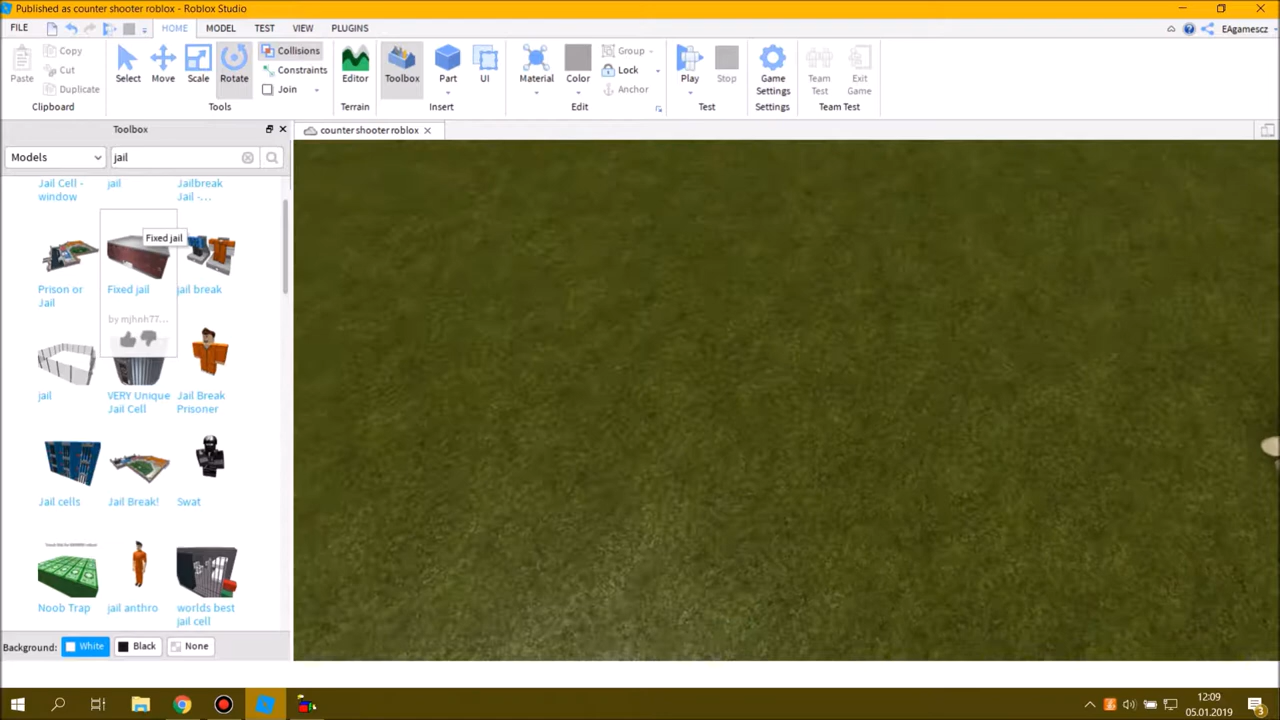 Published as counter shooter roblox - Roblox Studio
FILE
HOME
MODEL
TEST
VIEW
PLUGINS
EAgamescz
Paste
Copy
Cut
Duplicate
Clipboard
Select
Move
Scale
Rotate
Collisions
Constraints
Join
Tools
Editor
Terrain
Toolbox
Part
UI
Insert
Material
Color
Group
Lock
Anchor
Edit
Play
Stop
Test
Game Settings
Settings
Team Test
Exit Game
Team Test
Toolbox
counter shooter roblox
Models
jail
Jail Cell - window
jail
Jailbreak Jail -...
Fixed jail
Prison or Jail
Fixed jail
jail break
by mjhnh77...
jail
VERY Unique Jail Cell
Jail Break Prisoner
Jail cells
Jail Break!
Swat
Noob Trap
jail anthro
worlds best jail cell
Background:
White
Black
None
12:09
05.01.2019
3